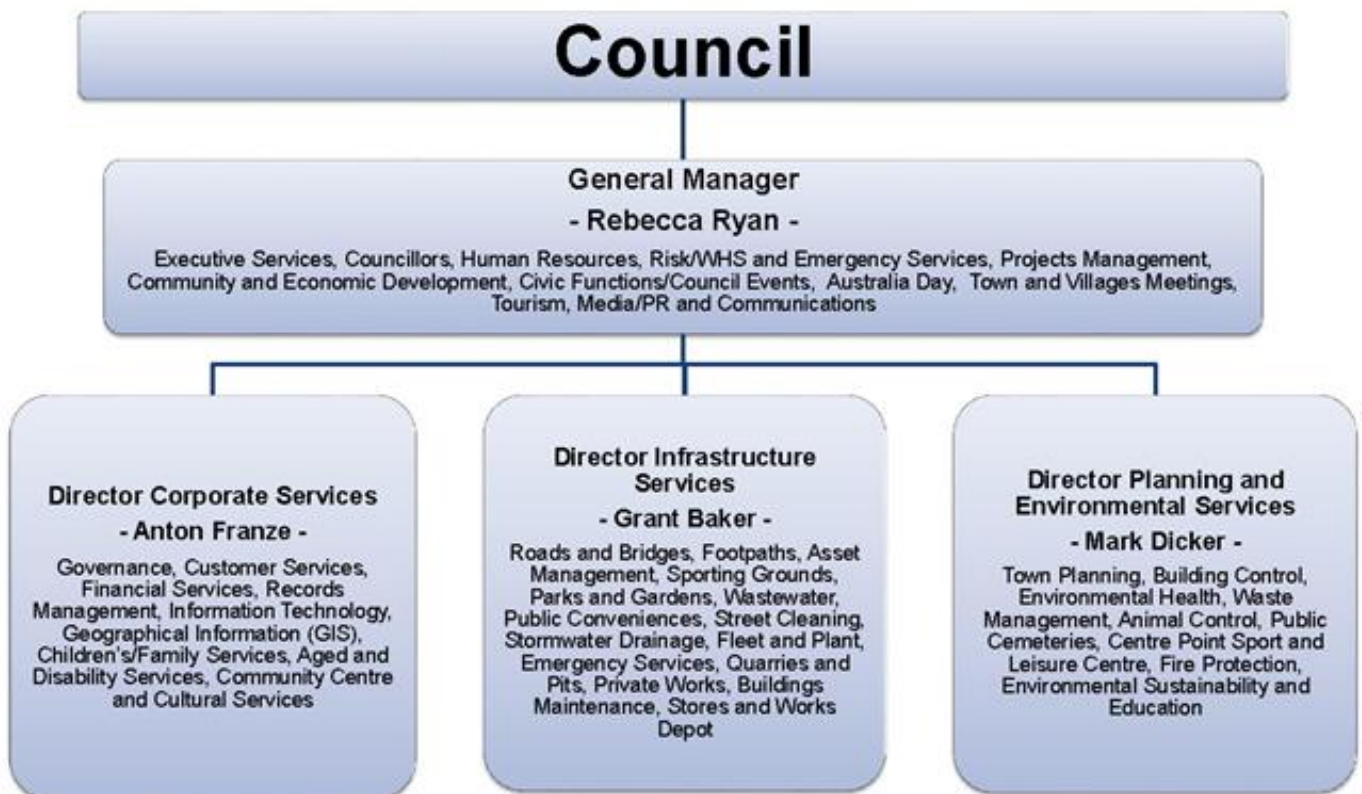 Council
General Manager
- Rebecca Ryan -
Executive Services, Councillors, Human Resources, Risk/WHS and Emergency Services, Projects Management,
Community and Economic Development, Civic Functions/Council Events, Australia Day, Town and Villages Meetings,
Tourism, Media/PR and Communications
Director Corporate Services
- Anton Franze -
Governance, Customer Services,
Financial Services, Records
Management, Information Technology,
Geographical Information (GIS),
Children's/Family Services, Aged and
Disability Services, Community Centre
and Cultural Services
Director Infrastructure
Services
- Grant Baker -
Roads and Bridges, Footpaths, Asset
Management, Sporting Grounds,
Parks and Gardens, Wastewater,
Public Conveniences, Street Cleaning,
Stormwater Drainage, Fleet and Plant,
Emergency Services, Quarries and
Pits, Private Works, Buildings
Maintenance, Stores and Works
Depot
Director Planning and
Environmental Services
- Mark Dicker -
Town Planning, Building Control,
Environmental Health, Waste
Management, Animal Control, Public
Cemeteries, Centre Point Sport and
Leisure Centre, Fire Protection,
Environmental Sustainability and
Education